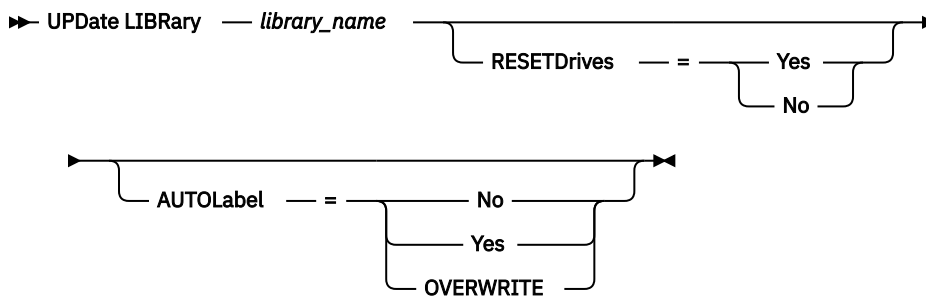 UPDate LIBRary library_name
RESETDrives = Yes
No
AUTOLabel = No
Yes
OVERWRITE